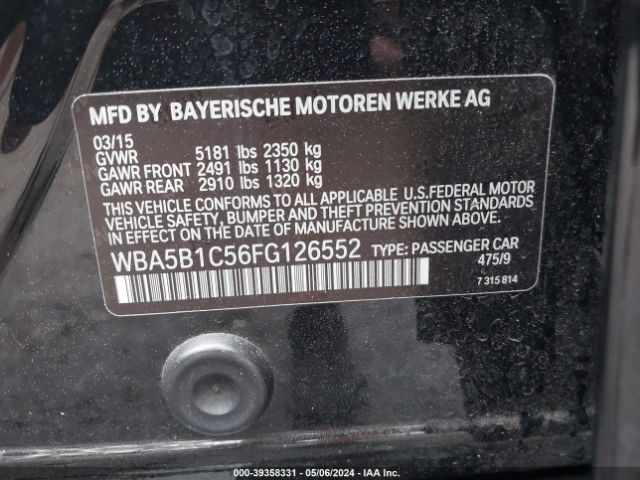 MFD BY BAYERISCHE MOTOREN WERKE AG
03/15
GVWR 5181 lbs 2350 kg
GAWR FRONT 2491 lbs 1130 kg
GAWR REAR 2910 lbs 1320 kg
THIS VEHICLE CONFORMS TO ALL APPLICABLE U.S.FEDERAL MOTOR
VEHICLE SAFETY, BUMPER AND THEFT PREVENTION STANDARDS
IN EFFECT ON THE DATE OF MANUFACTURE SHOWN ABOVE.
WBA5B1C56FG126552 TYPE: PASSENGER CAR
475/9
7 315 814
000-39358331 - 05/06/2024 - IAA Inc.